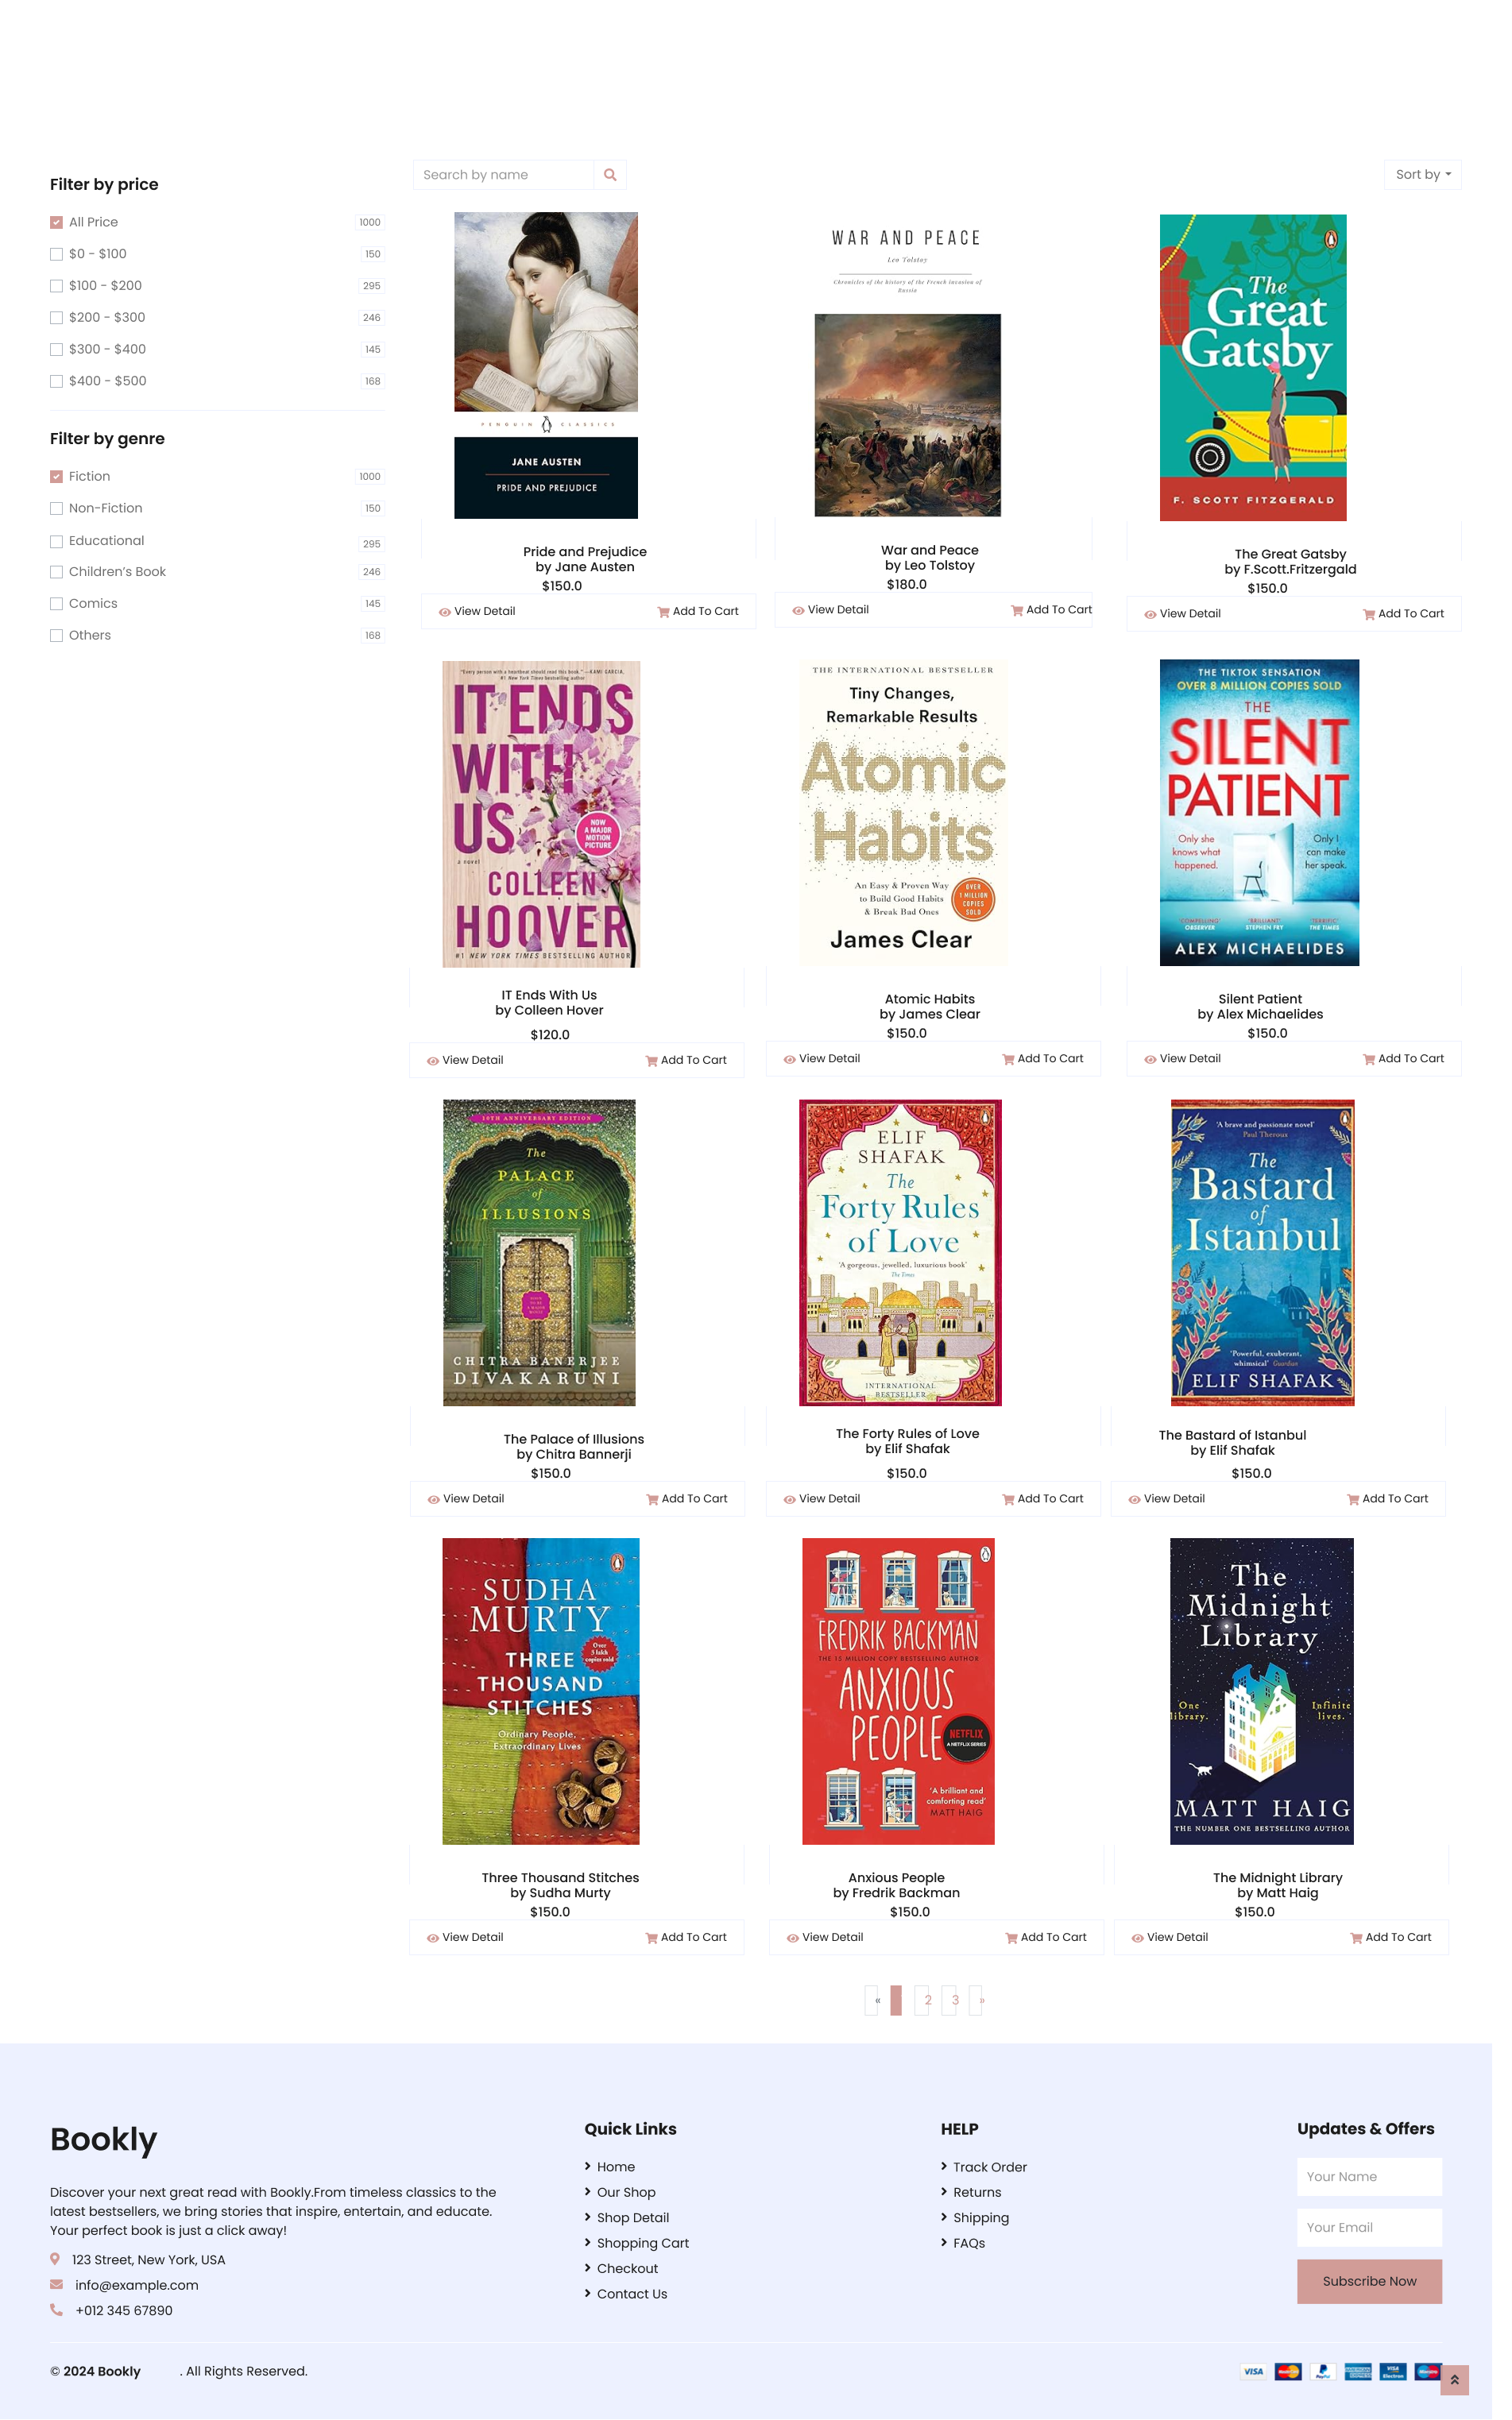 Search by name
Sort by
Filter by price
All Price
1000
$0 - $100
150
$100 - $200
295
$200 - $300
246
$300 - $400
145
$400 - $500
168
Filter by genre
Fiction
1000
Non-Fiction
150
Educational
295
Children's Book
246
Comics
145
Others
168
PENGUIN CLASSICS
JANE AUSTEN
PRIDE AND PREJUDICE
Pride and Prejudice
by Jane Austen
$150.0
View Detail
Add To Cart
WAR AND PEACE
Leo Tolstoy
Chronicles of the history of the French invasion of
Russia
War and Peace
by Leo Tolstoy
$180.0
View Detail
Add To Cart
The
Great
Gatsby
F. SCOTT FITZGERALD
The Great Gatsby
by F.Scott.Fritzergald
$150.0
View Detail
Add To Cart
"Every person with a heartbeat should read this book." —KAMI GARCIA,
#1 New York Times bestselling author
IT ENDS
WITH
US
NOW
A MAJOR
MOTION
PICTURE
a novel
COLLEEN
HOOVER
#1 NEW YORK TIMES BESTSELLING AUTHOR
IT Ends With Us
by Colleen Hover
$120.0
View Detail
Add To Cart
THE INTERNATIONAL BESTSELLER
Tiny Changes,
Remarkable Results
Atomic
Habits
An Easy & Proven Way
to Build Good Habits
& Break Bad Ones
OVER
1 MILLION
COPIES
SOLD
James Clear
Atomic Habits
by James Clear
$150.0
View Detail
Add To Cart
THE TIKTOK SENSATION
OVER 8 MILLION COPIES SOLD
THE
SILENT
PATIENT
Only she
knows what
happened.
Only I
can make
her speak.
'COMPELLING'
OBSERVER
'BRILLIANT'
STEPHEN FRY
'TERRIFIC'
THE TIMES
ALEX MICHAELIDES
Silent Patient
by Alex Michaelides
$150.0
View Detail
Add To Cart
10TH ANNIVERSARY EDITION
The
PALACE
of
ILLUSIONS
CHITRA BANERJEE
DIVAKARUNI
The Palace of Illusions
by Chitra Bannerji
$150.0
View Detail
Add To Cart
ELIF
SHAFAK
The
Forty Rules
of Love
'A gorgeous, jewelled, luxurious book'
The Times
INTERNATIONAL
BESTSELLER
The Forty Rules of Love
by Elif Shafak
$150.0
View Detail
Add To Cart
'A brave and passionate novel'
Paul Theroux
The
Bastard
of
Istanbul
'Powerful, exuberant,
whimsical' Guardian
ELIF SHAFAK
The Bastard of Istanbul
by Elif Shafak
$150.0
View Detail
Add To Cart
SUDHA
MURTY
Over
5 lakh
copies sold
THREE
THOUSAND
STITCHES
Ordinary People,
Extraordinary Lives
Three Thousand Stitches
by Sudha Murty
$150.0
View Detail
Add To Cart
FREDRIK BACKMAN
THE 15 MILLION COPY BESTSELLING AUTHOR
ANXIOUS
PEOPLE
NETFLIX
A NETFLIX SERIES
'A brilliant and
comforting read'
MATT HAIG
Anxious People
by Fredrik Backman
$150.0
View Detail
Add To Cart
The
Midnight
Library
One
library.
Infinite
lives.
MATT HAIG
THE NUMBER ONE BESTSELLING AUTHOR
The Midnight Library
by Matt Haig
$150.0
View Detail
Add To Cart
« 2 3 »
Bookly
Discover your next great read with Bookly.From timeless classics to the
latest bestsellers, we bring stories that inspire, entertain, and educate.
Your perfect book is just a click away!
123 Street, New York, USA
info@example.com
+012 345 67890
Quick Links
Home
Our Shop
Shop Detail
Shopping Cart
Checkout
Contact Us
HELP
Track Order
Returns
Shipping
FAQs
Updates & Offers
Your Name
Your Email
Subscribe Now
© 2024 Bookly . All Rights Reserved.
VISA
MasterCard
PayPal
AMERICAN EXPRESS
VISA
Electron
Maestro